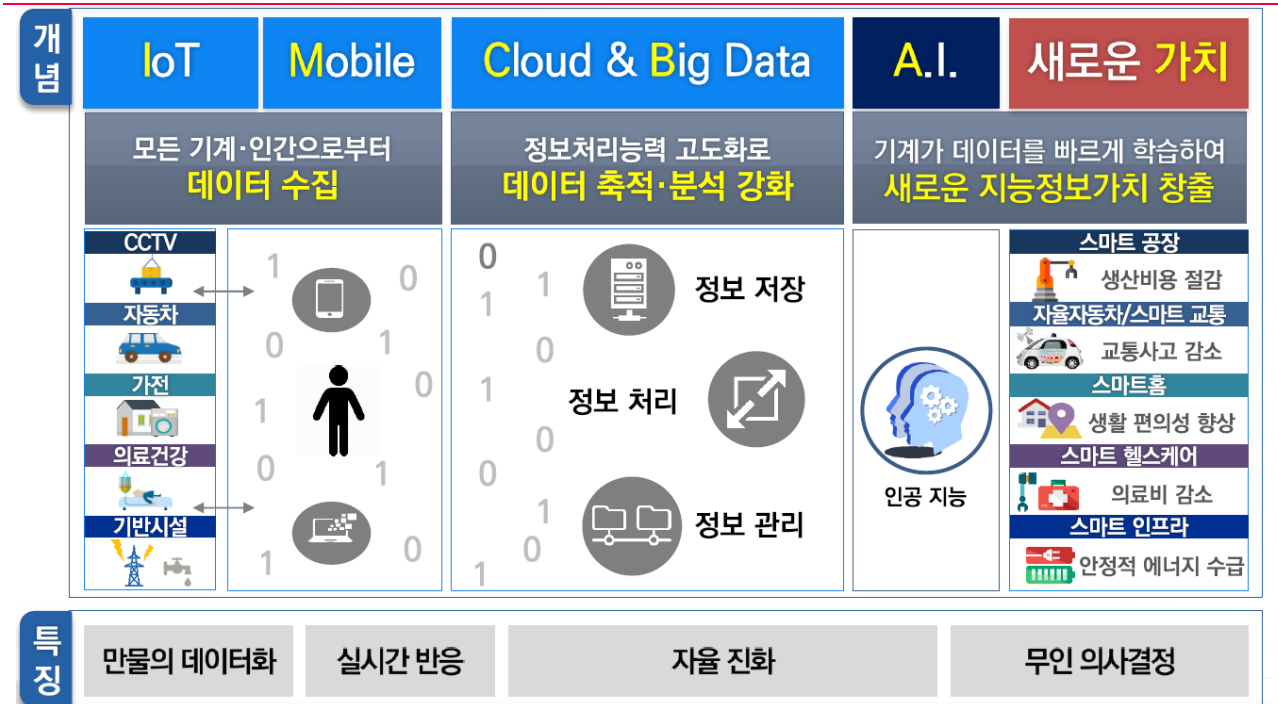 개념
IoT
Mobile
Cloud & Big Data
A.I.
새로운 가치
모든 기계·인간으로부터
데이터 수집
정보처리능력 고도화로
데이터 축적·분석 강화
기계가 데이터를 빠르게 학습하여
새로운 지능정보가치 창출
CCTV
자동차
가전
의료건강
기반시설
1
0
0
1
0
1
0
1
0
1
0
1
1
0
1
0
0
1
0
1
정보 저장
정보 처리
정보 관리
인공 지능
스마트 공장
생산비용 절감
자율자동차/스마트 교통
교통사고 감소
스마트홈
생활 편의성 향상
스마트 헬스케어
의료비 감소
스마트 인프라
안정적 에너지 수급
특징
만물의 데이터화
실시간 반응
자율 진화
무인 의사결정